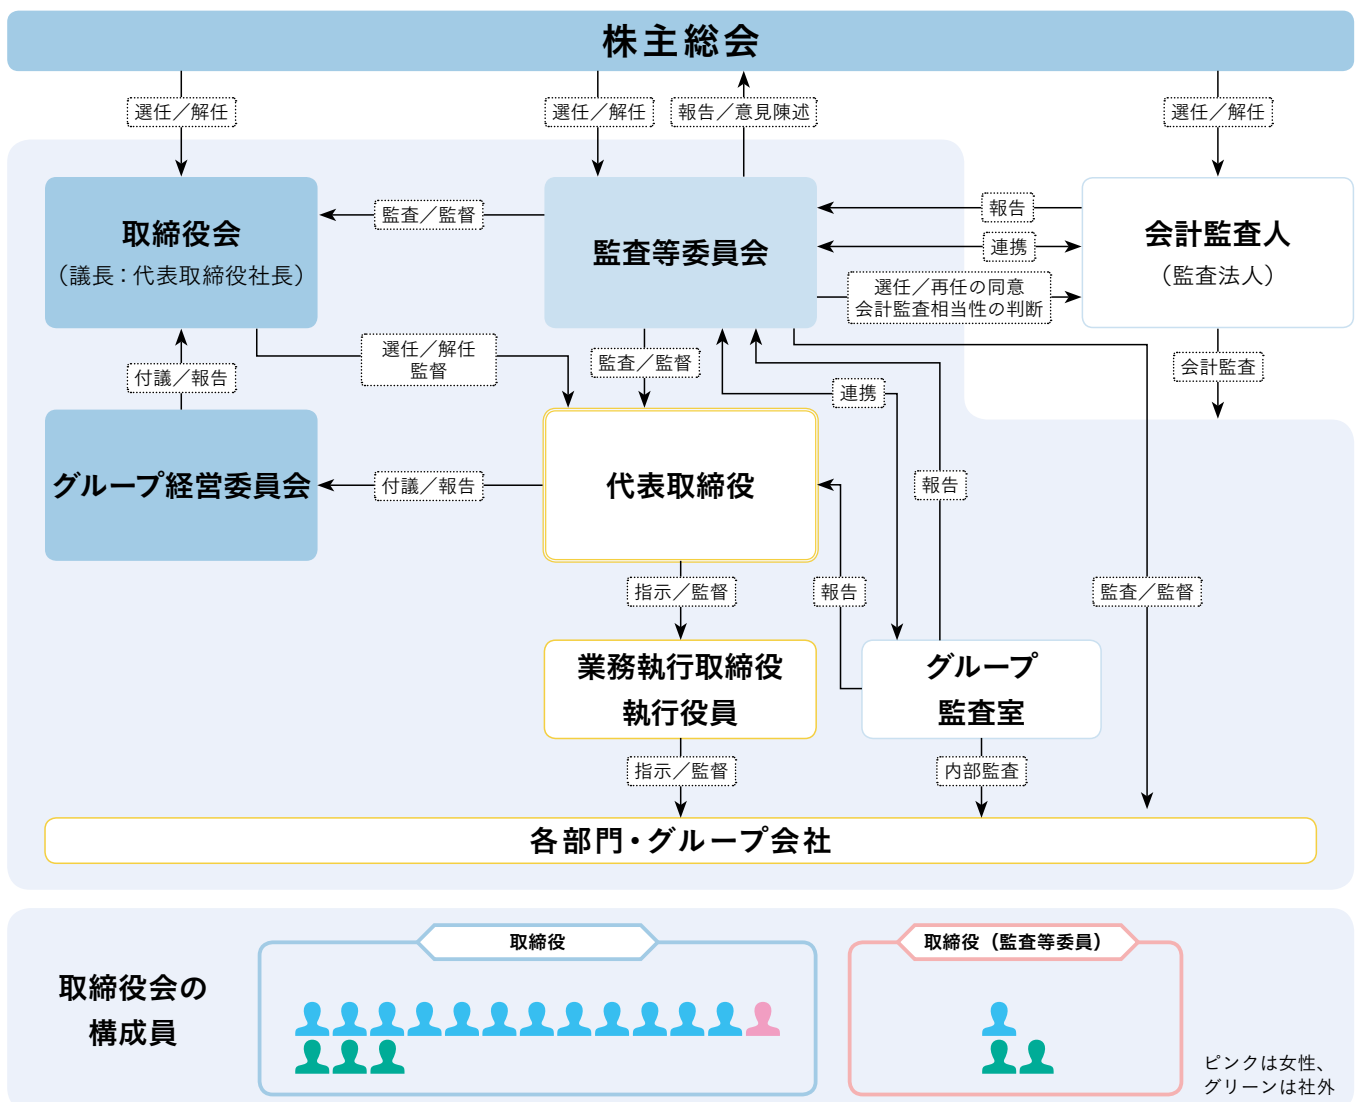 株主総会
選任／解任
選任／解任
報告／意見陳述
選任／解任
取締役会
（議長：代表取締役社長）
監査／監督
監査等委員会
報告
連携
選任／再任の同意
会計監査相当性の判断
会計監査人
（監査法人）
付議／報告
選任／解任
監督
監査／監督
連携
会計監査
グループ経営委員会
付議／報告
代表取締役
報告
指示／監督
報告
監査／監督
業務執行取締役
執行役員
グループ
監査室
指示／監督
内部監査
各部門・グループ会社
取締役会の
構成員
取締役
取締役（監査等委員）
ピンクは女性、
グリーンは社外